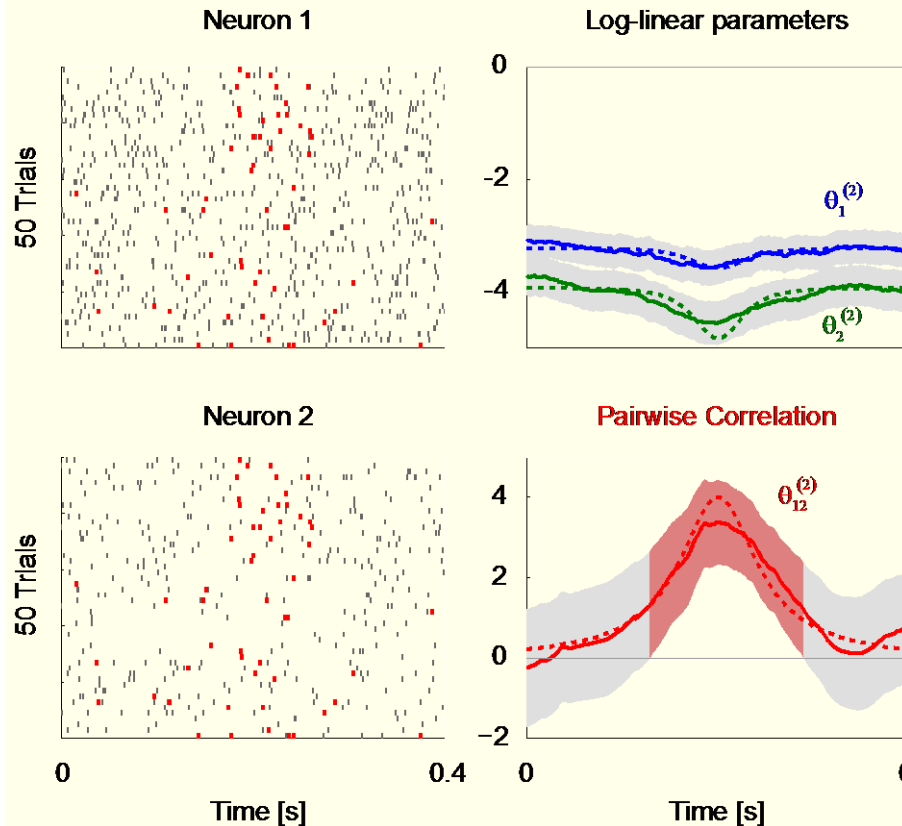 Neuron 1
Log-linear parameters
50 Trials
0
−2
−4
θ₁⁽²⁾
θ₂⁽²⁾
Neuron 2
Pairwise Correlation
50 Trials
4
2
0
−2
θ₁₂⁽²⁾
0
0.4
0
Time [s]
Time [s]